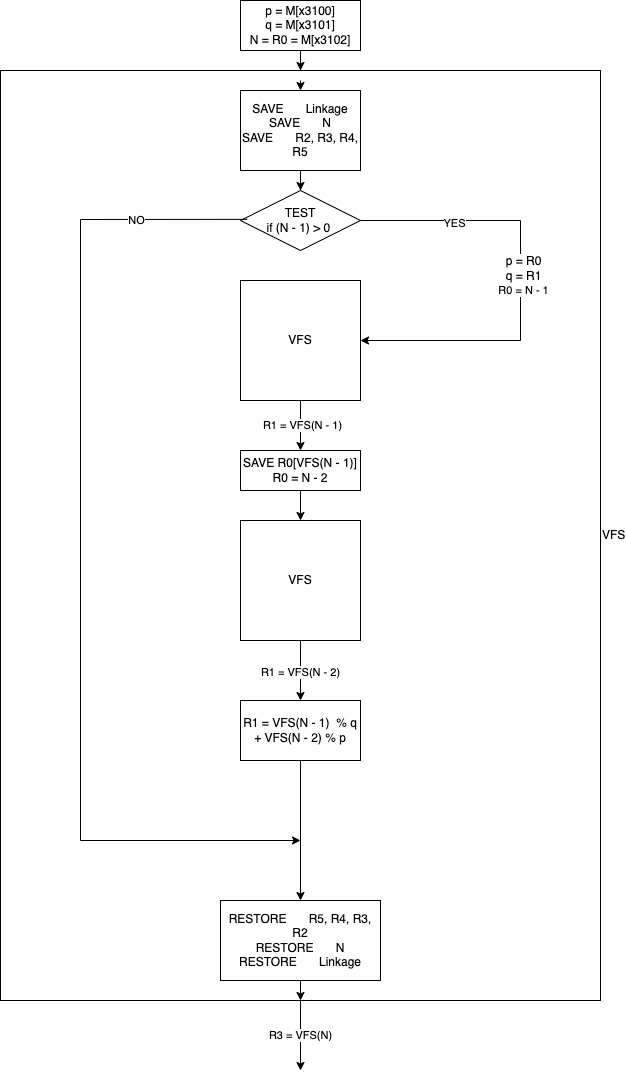 p = M[x3100]
q = M[x3101]
N = R0 = M[x3102]
SAVE Linkage
SAVE N
SAVE R2, R3, R4,
R5
TEST
if (N - 1) > 0
NO
YES
p = R0
q = R1
R0 = N - 1
VFS
R1 = VFS(N - 1)
SAVE R0[VFS(N - 1)]
R0 = N - 2
VFS
VFS
R1 = VFS(N - 2)
R1 = VFS(N - 1) % q
+ VFS(N - 2) % p
RESTORE R5, R4, R3,
R2
RESTORE N
RESTORE Linkage
R3 = VFS(N)